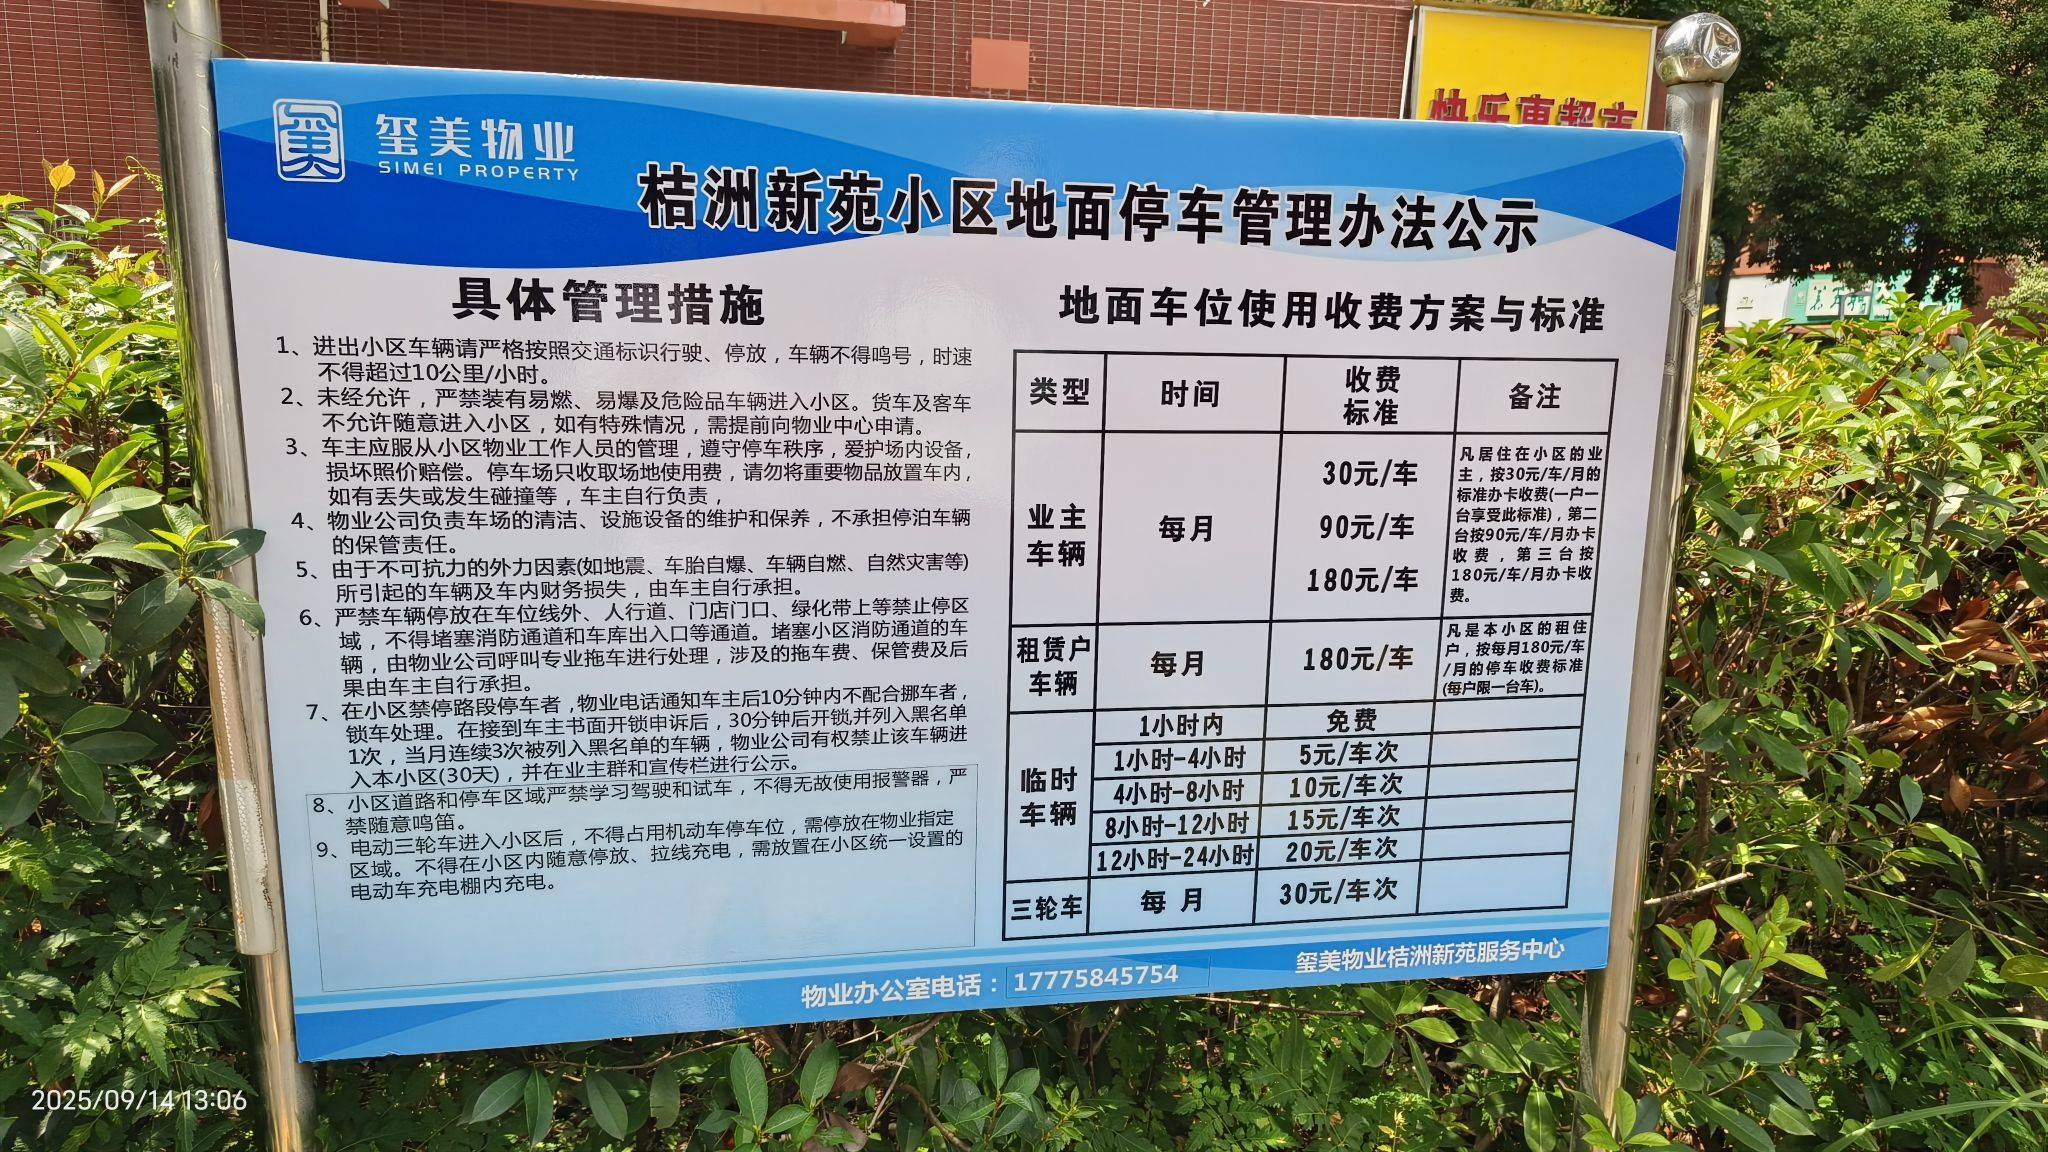 快乐惠超市
玺美物业
SIMEI PROPERTY
桔洲新苑小区地面停车管理办法公示
具体管理措施
1、进出小区车辆请严格按照交通标识行驶、停放，车辆不得鸣号，时速
不得超过10公里/小时。
2、未经允许，严禁装有易燃、易爆及危险品车辆进入小区。货车及客车
不允许随意进入小区，如有特殊情况，需提前向物业中心申请。
3、车主应服从小区物业工作人员的管理，遵守停车秩序，爱护场内设备，
损坏照价赔偿。停车场只收取场地使用费，请勿将重要物品放置车内，
如有丢失或发生碰撞等，车主自行负责，
4、物业公司负责车场的清洁、设施设备的维护和保养，不承担停泊车辆
的保管责任。
5、由于不可抗力的外力因素(如地震、车胎自爆、车辆自燃、自然灾害等)
所引起的车辆及车内财务损失，由车主自行承担。
6、严禁车辆停放在车位线外、人行道、门店门口、绿化带上等禁止停区
域，不得堵塞消防通道和车库出入口等通道。堵塞小区消防通道的车
辆，由物业公司呼叫专业拖车进行处理，涉及的拖车费、保管费及后
果由车主自行承担。
7、在小区禁停路段停车者，物业电话通知车主后10分钟内不配合挪车者，
锁车处理。在接到车主书面开锁申诉后，30分钟后开锁,并列入黑名单
1次，当月连续3次被列入黑名单的车辆，物业公司有权禁止该车辆进
入本小区(30天)，并在业主群和宣传栏进行公示。
8、小区道路和停车区域严禁学习驾驶和试车，不得无故使用报警器，严
禁随意鸣笛。
9、电动三轮车进入小区后，不得占用机动车停车位，需停放在物业指定
区域。不得在小区内随意停放、拉线充电，需放置在小区统一设置的
电动车充电棚内充电。
地面车位使用收费方案与标准
类型 时间 收费
标准 备注
业主
车辆 每月 30元/车
90元/车
180元/车
凡居住在小区的业
主，按30元/车/月的
标准办卡收费(一户一
台享受此标准)，第二
台按90元/车/月办卡
收费，第三台按
180元/车/月办卡收
费。
租赁户
车辆 每月 180元/车
凡是本小区的租住
户，按每月180元/车
/月的停车收费标准
(每户限一台车)。
临时
车辆
1小时内 免费
1小时-4小时 5元/车次
4小时-8小时 10元/车次
8小时-12小时 15元/车次
12小时-24小时 20元/车次
三轮车 每 月 30元/车次
物业办公室电话：17775845754
玺美物业桔洲新苑服务中心
2025/09/14 13:06